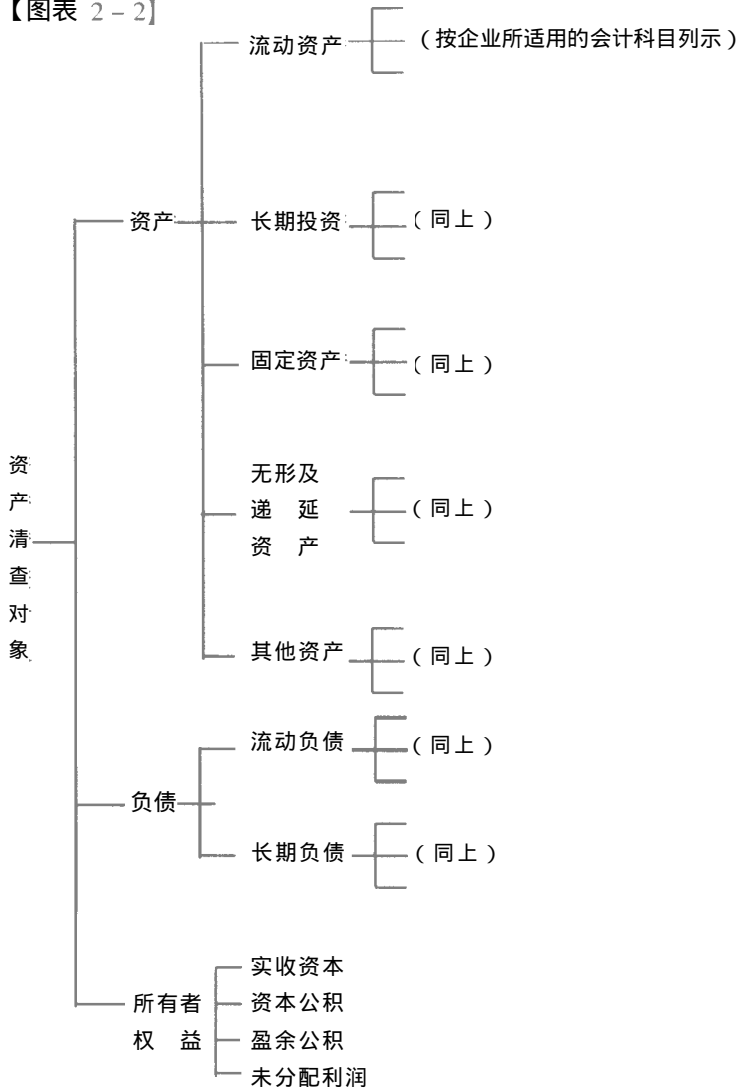 【图表 2－2】
流动资产 （按企业所适用的会计科目列示）
资产 长期投资 （同上）
固定资产 （同上）
无形及
递 延 （同上）
资 产
资产清查对象
其他资产 （同上）
流动负债 （同上）
负债
长期负债 （同上）
实收资本
所有者 资本公积
权 益 盈余公积
未分配利润